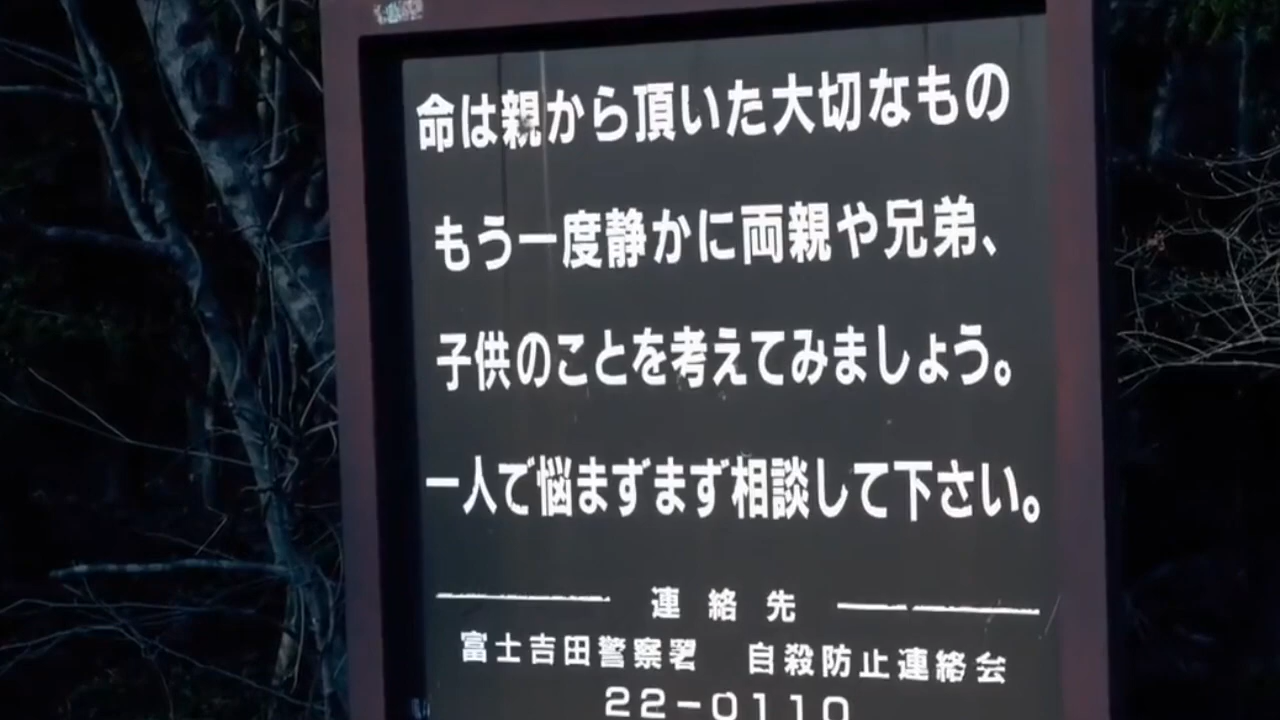 命は親から頂いた大切なもの
もう一度静かに両親や兄弟、
子供のことを考えてみましょう。
一人で悩まずまず相談して下さい。
連絡先
富士吉田警察署 自殺防止連絡会
22-0110